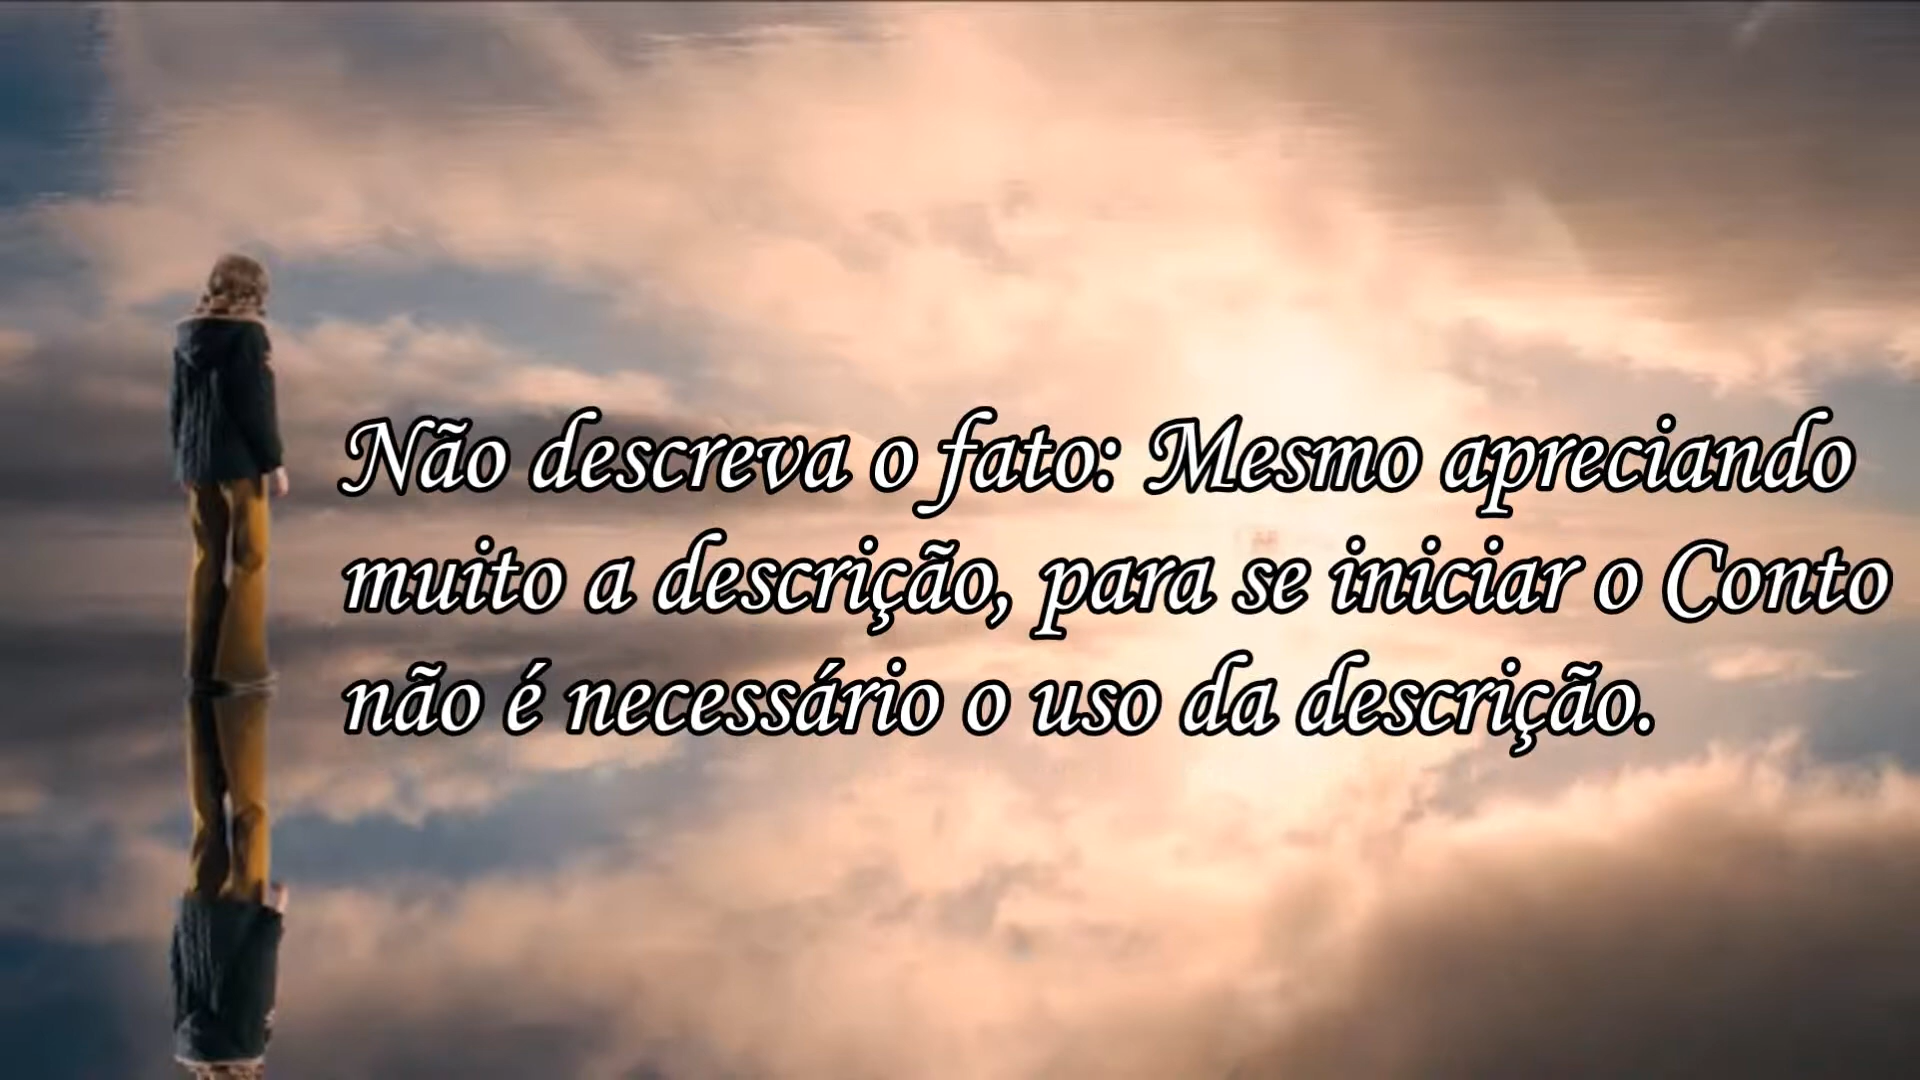 Não descreva o fato: Mesmo apreciando
muito a descrição, para se iniciar o Conto
não é necessário o uso da descrição.